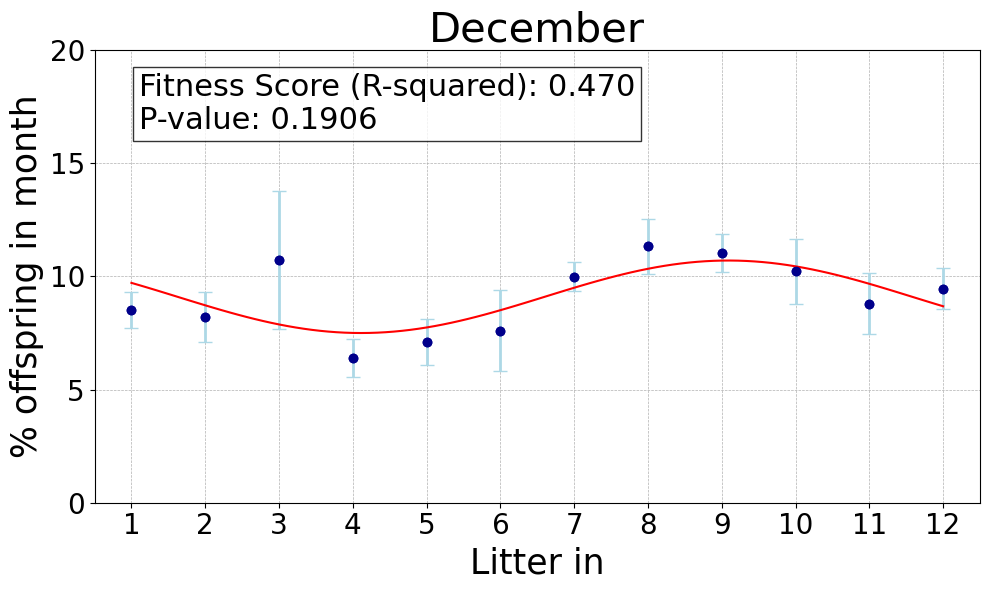 December
Fitness Score (R-squared): 0.470
P-value: 0.1906
% offspring in month
20
15
10
5
0
1 2 3 4 5 6 7 8 9 10 11 12
Litter in